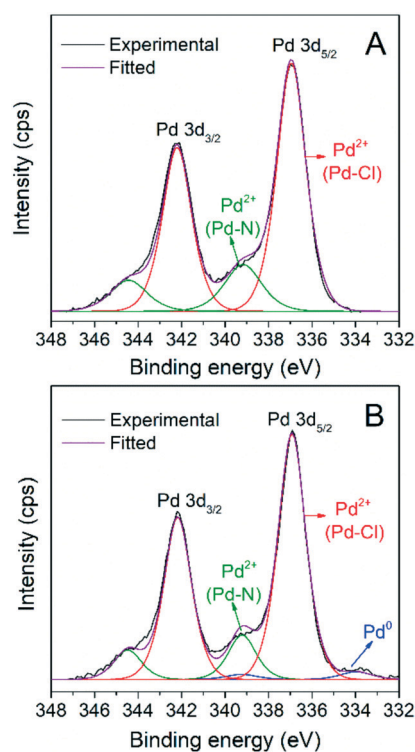 A
Experimental
Fitted
Pd 3d5/2
Pd 3d3/2
Pd2+
(Pd-Cl)
Pd2+
(Pd-N)
Intensity (cps)
348 346 344 342 340 338 336 334 332
Binding energy (eV)
B
Experimental
Fitted
Pd 3d5/2
Pd 3d3/2
Pd2+
(Pd-Cl)
Pd2+
(Pd-N)
Pd0
Intensity (cps)
348 346 344 342 340 338 336 334 332
Binding energy (eV)